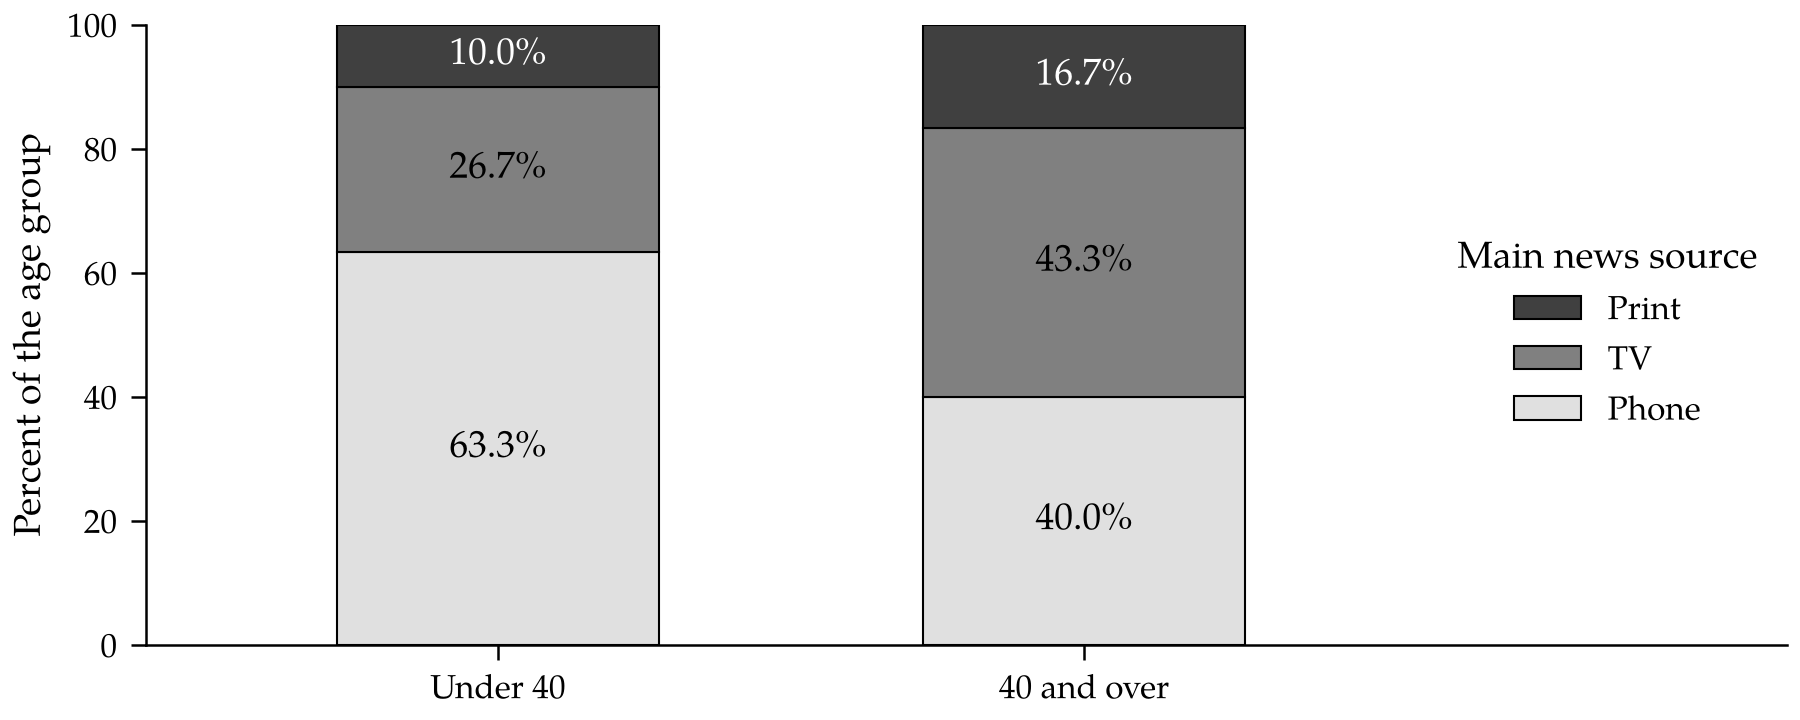 Percent of the age group
100
80
60
40
20
0
10.0%
26.7%
63.3%
16.7%
43.3%
40.0%
Under 40
40 and over
Main news source
Print
TV
Phone